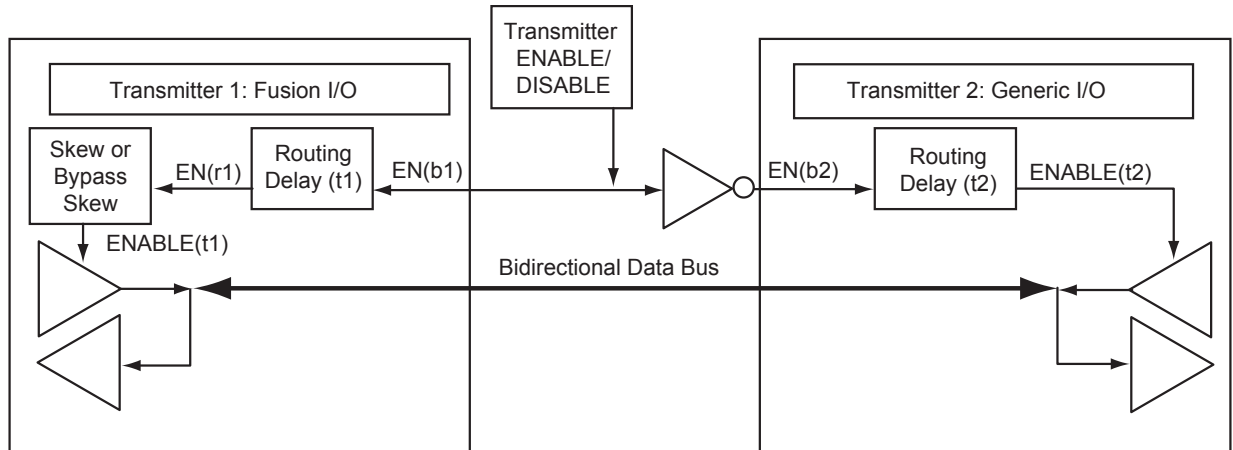 Transmitter
ENABLE/
DISABLE
Transmitter 1: Fusion I/O
Transmitter 2: Generic I/O
Skew or
Bypass
Skew
EN(r1)
Routing
Delay (t1)
EN(b1)
EN(b2)
Routing
Delay (t2)
ENABLE(t2)
ENABLE(t1)
Bidirectional Data Bus